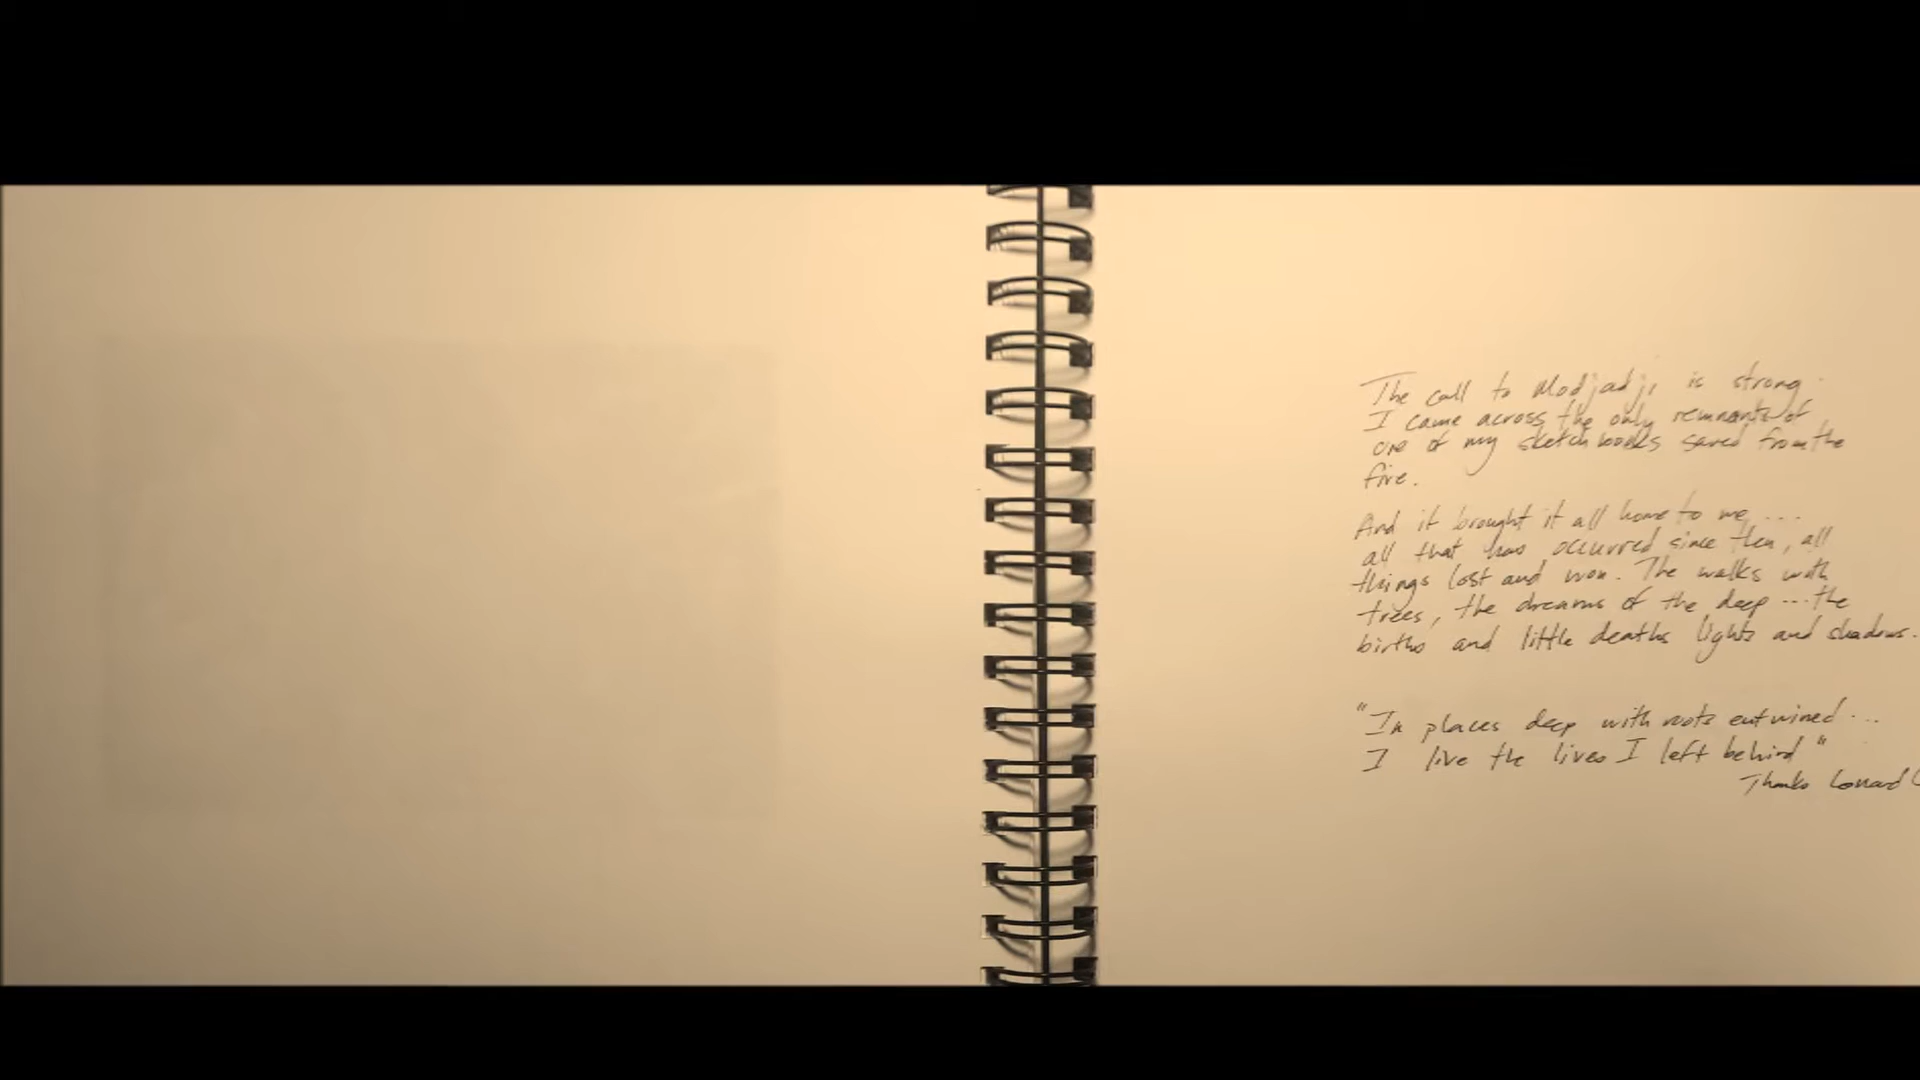 The call to Modjadji is strong.
I came across the only remnants of
one of my sketchbooks saved from the
fire.
And it brought it all home to me ...
all that has occurred since then, all
things lost and won. The walks with
trees, the dreams of the deep ... the
births and little deaths lights and shadows.
"In places deep with roots entwined ...
I live the lives I left behind"
Thanks Lonard